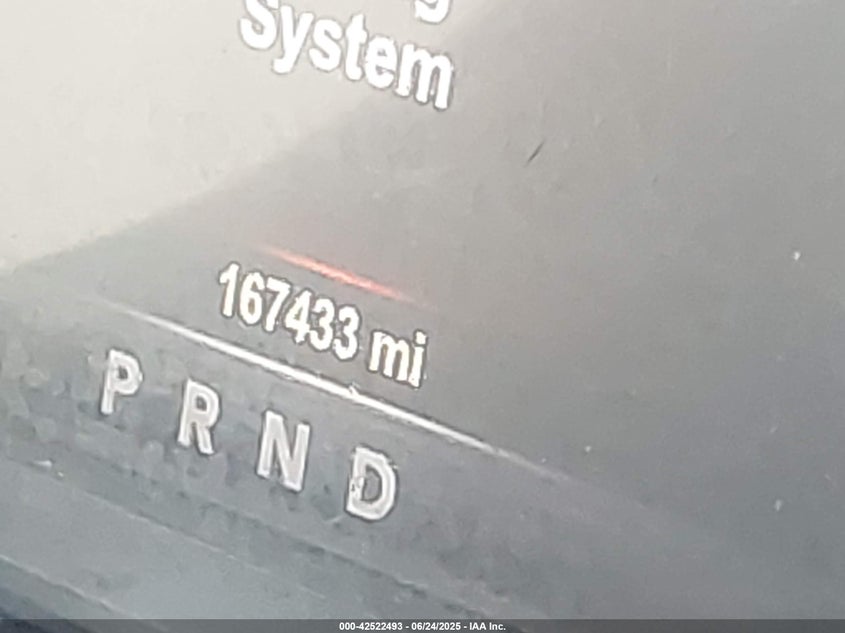 System
167433 mi
P R N D
000-42522493 - 06/24/2025 - IAA Inc.